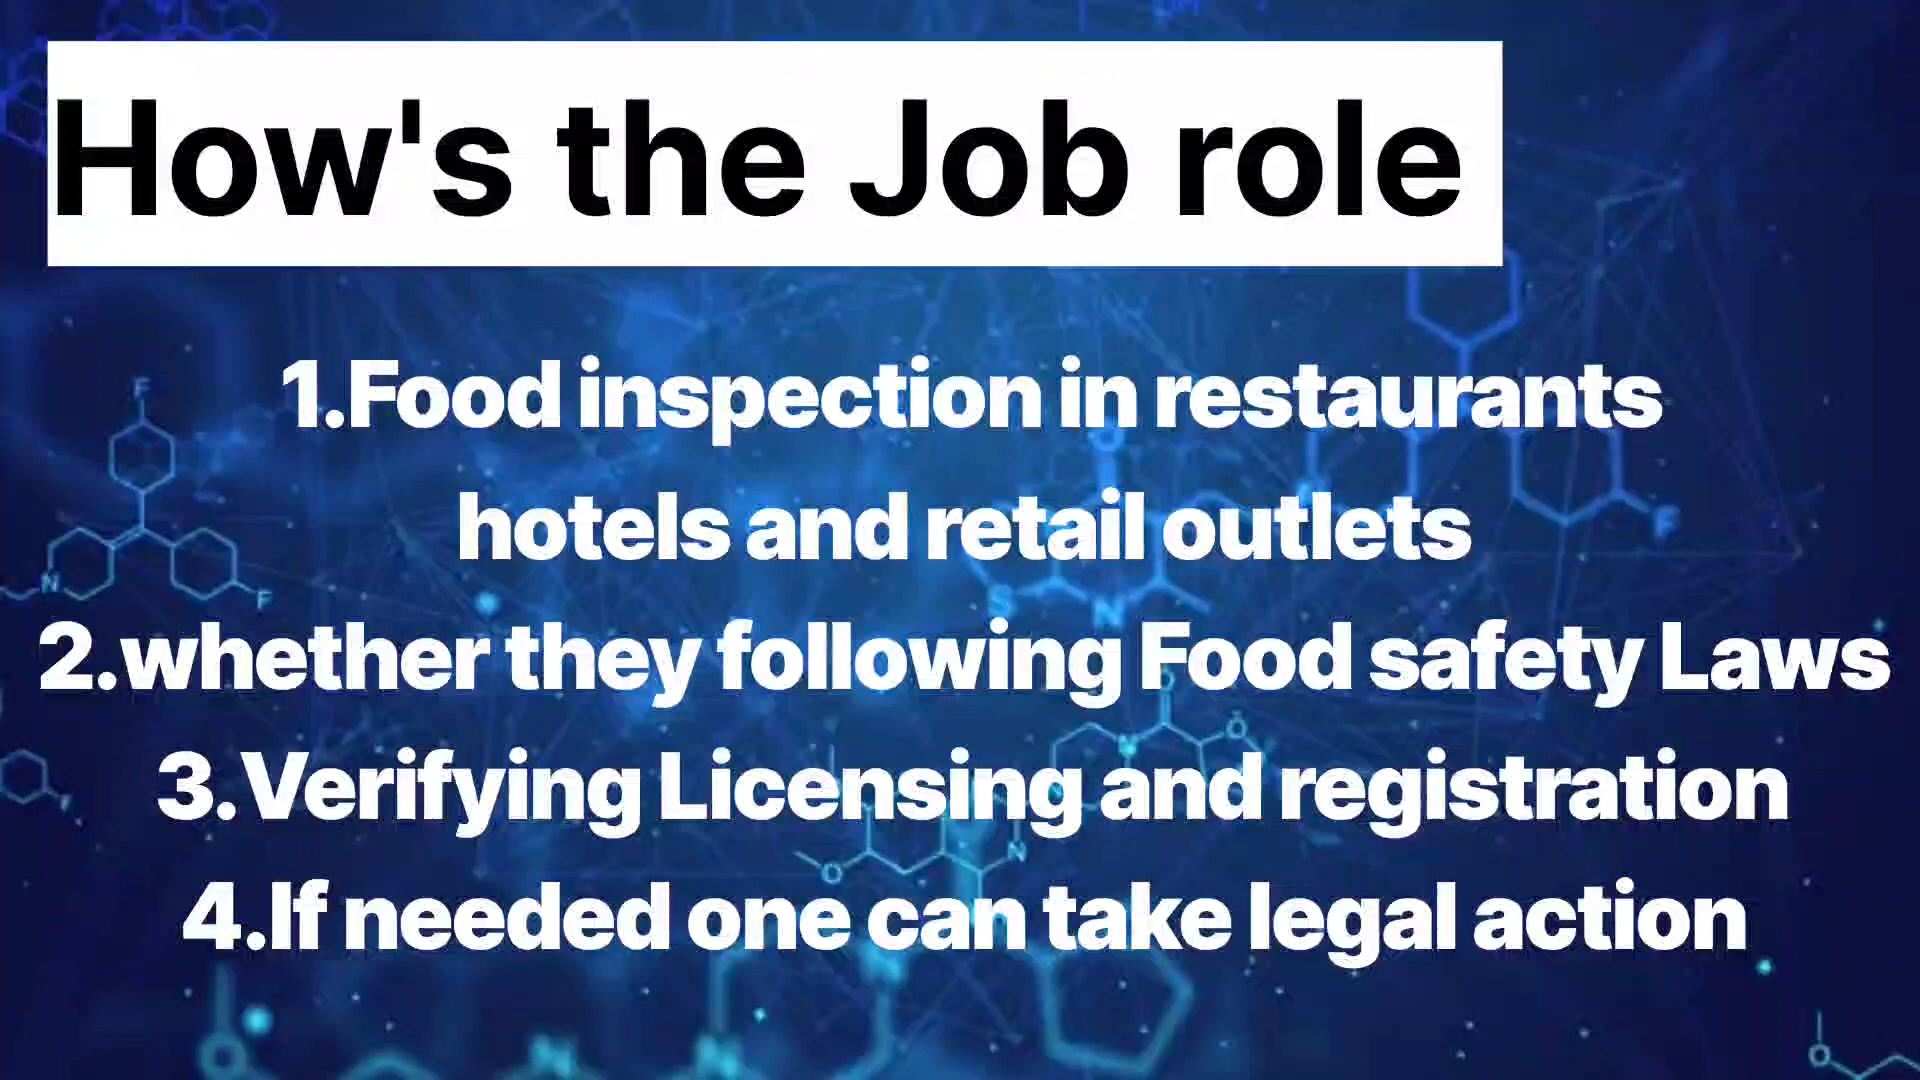 How's the Job role
1.Food inspection in restaurants
hotels and retail outlets
2.whether they following Food safety Laws
3.Verifying Licensing and registration
4.If needed one can take legal action
F
N
F
F
S
N
O
N
O
N
N
O
N
N
O